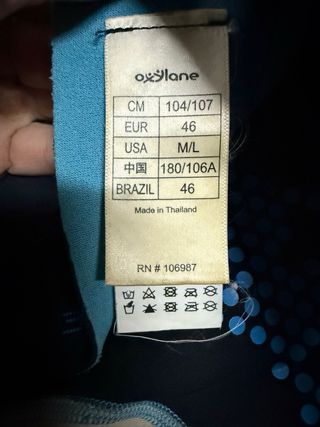 oxylane
CM 104/107
EUR 46
USA M/L
中国 180/106A
BRAZIL 46
Made in Thailand
RN # 106987